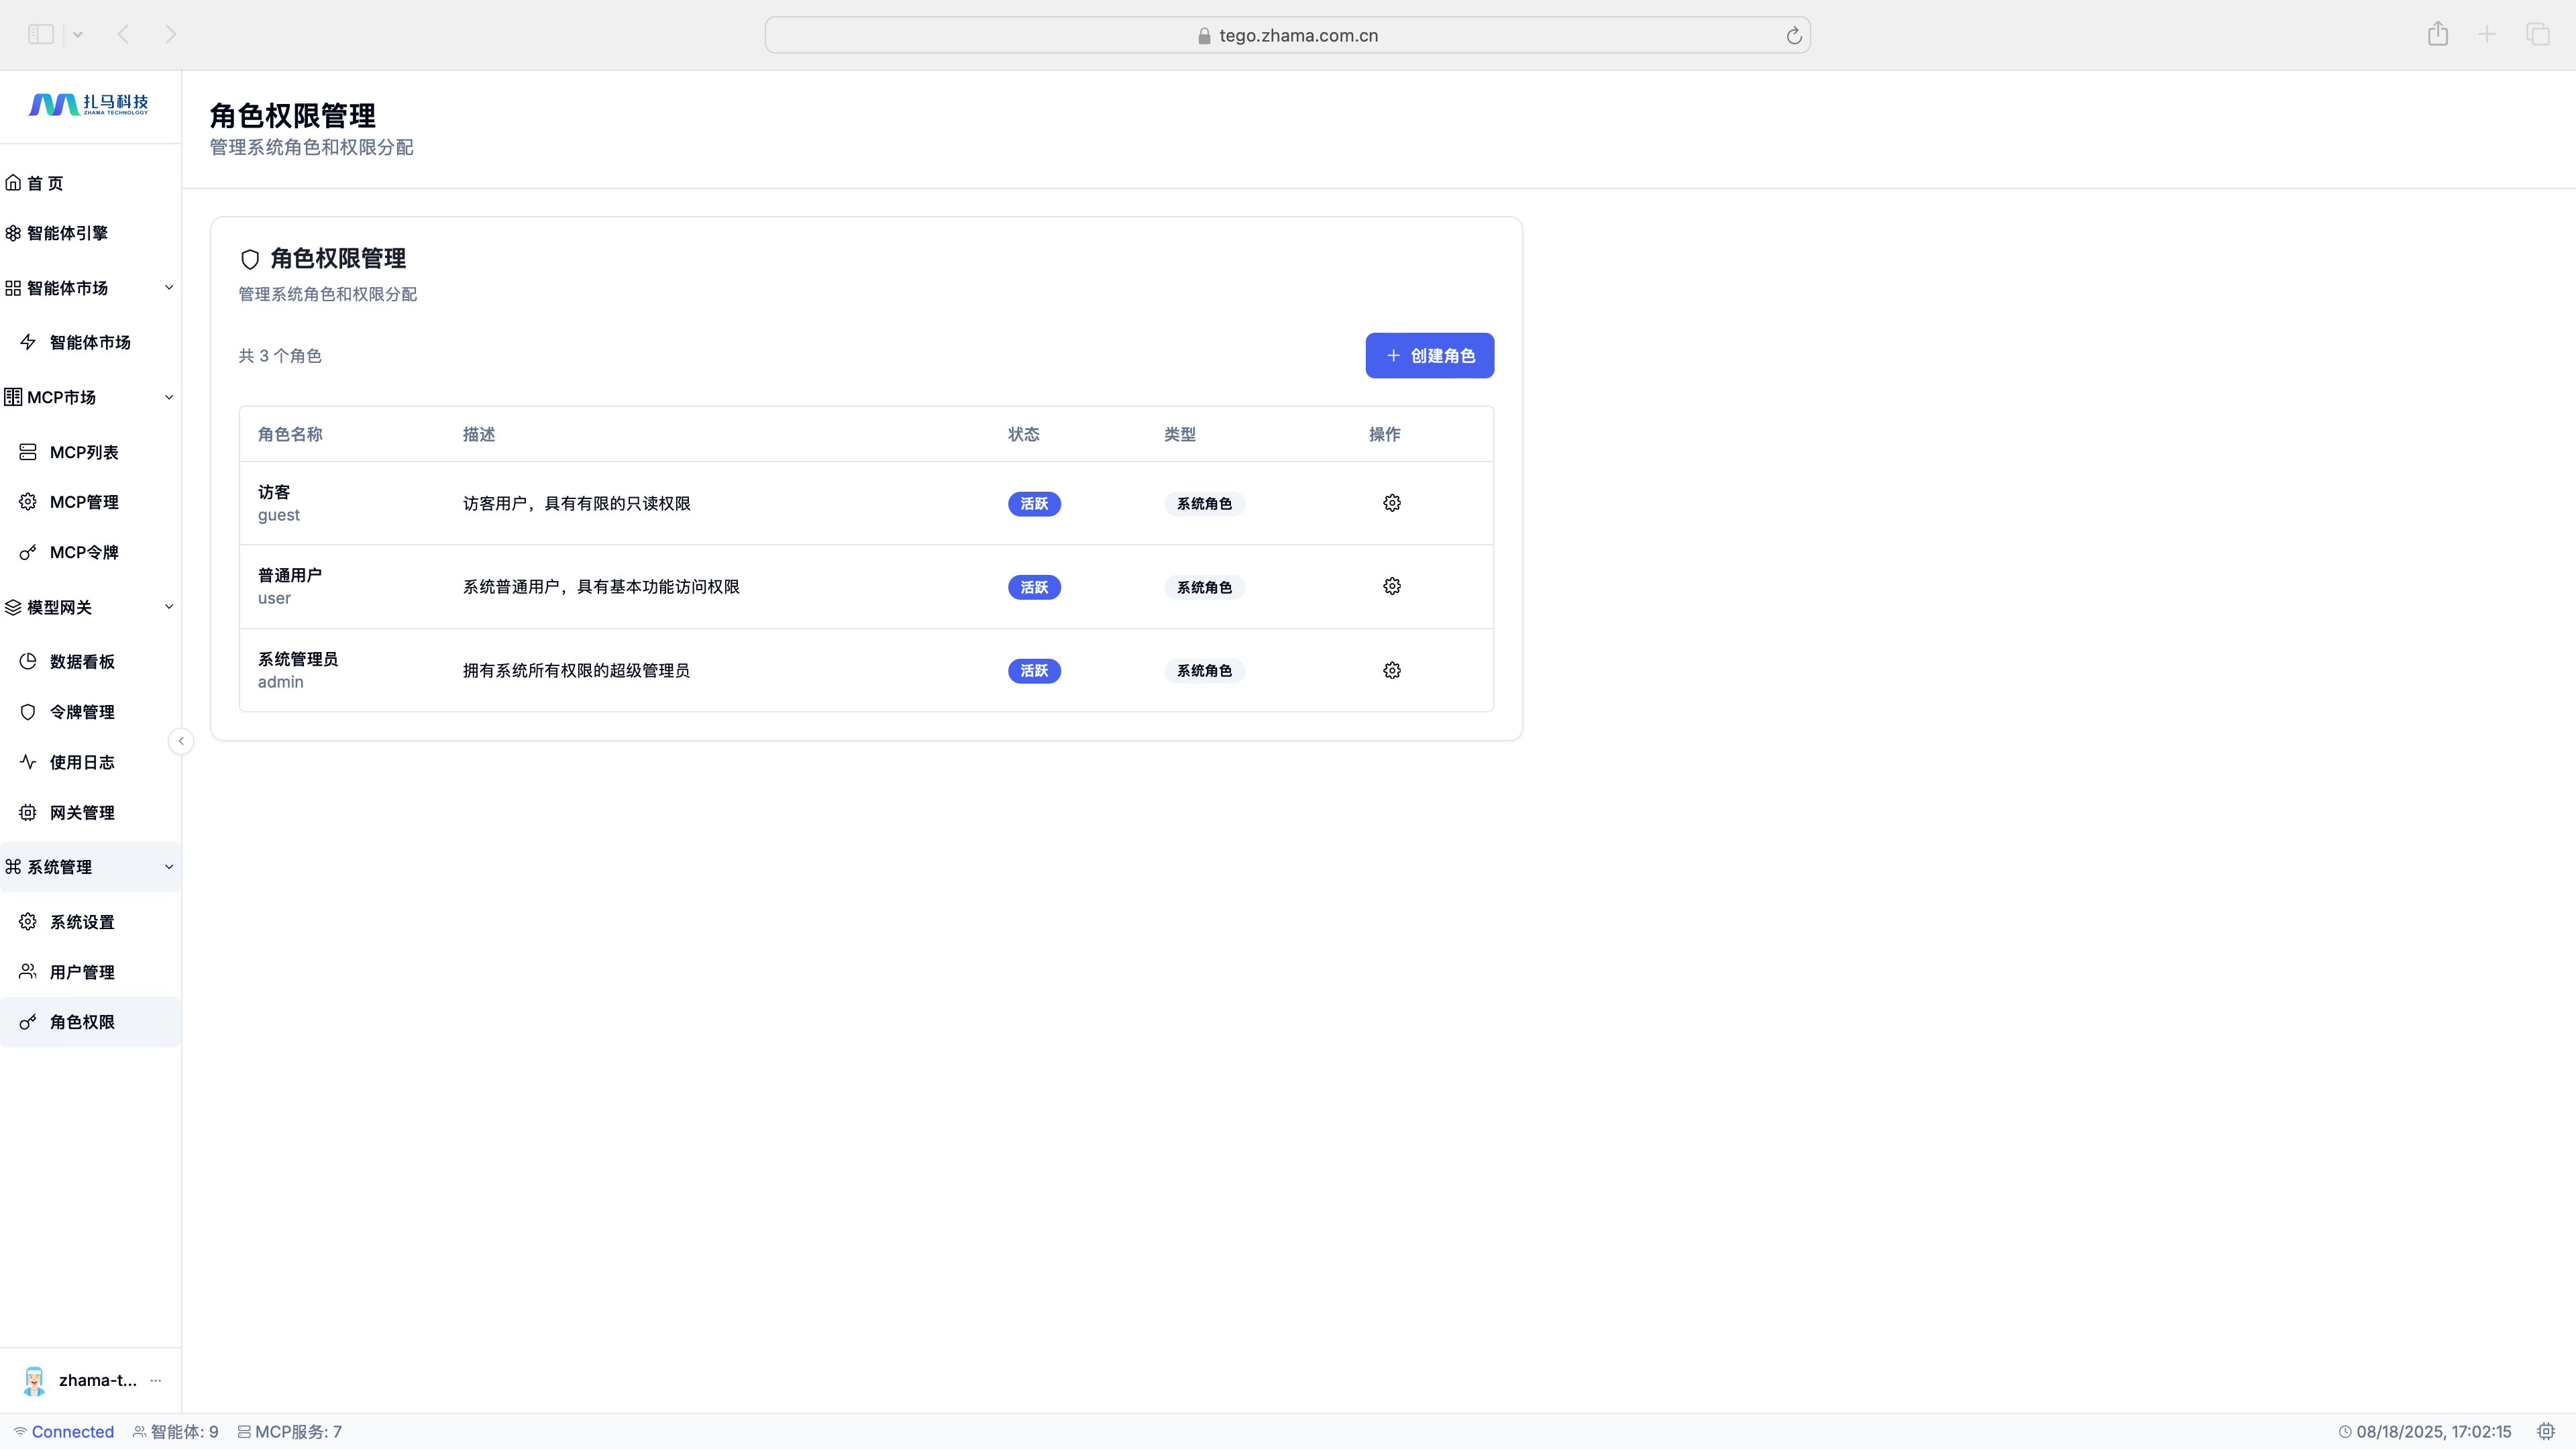 tego.zhama.com.cn
扎马科技
ZHAMA TECHNOLOGY
首 页
智能体引擎
智能体市场
智能体市场
MCP市场
MCP列表
MCP管理
MCP令牌
模型网关
数据看板
令牌管理
使用日志
网关管理
系统管理
系统设置
用户管理
角色权限
zhama-t...
角色权限管理
管理系统角色和权限分配
角色权限管理
管理系统角色和权限分配
共 3 个角色
创建角色
角色名称 描述 状态 类型 操作
访客
guest
访客用户，具有有限的只读权限 活跃 系统角色
普通用户
user
系统普通用户，具有基本功能访问权限 活跃 系统角色
系统管理员
admin
拥有系统所有权限的超级管理员 活跃 系统角色
Connected 智能体: 9 MCP服务: 7 08/18/2025, 17:02:15